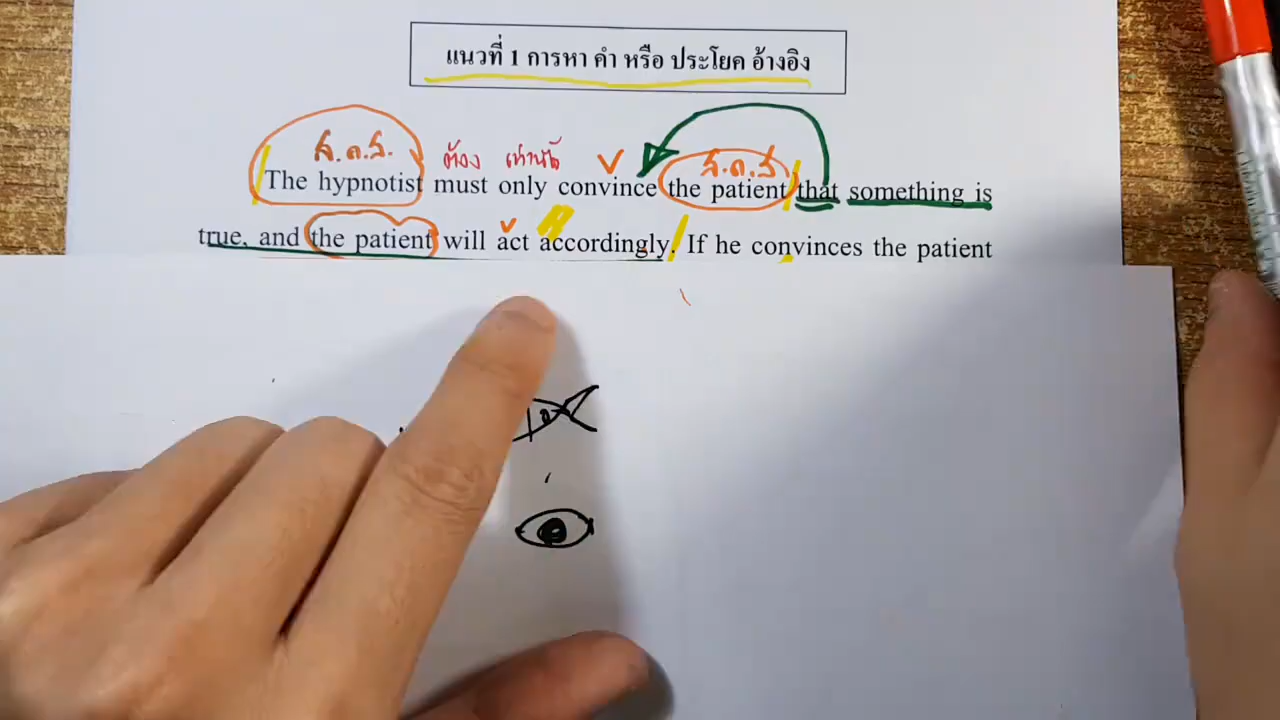 แนวที่ 1 การหา คำ หรือ ประโยค อ้างอิง
ส.ค.ส. ต้อง เท่านั้น v ส.ค.ส
The hypnotist must only convince the patient that something is
v
true, and the patient will act accordingly. If he convinces the patient